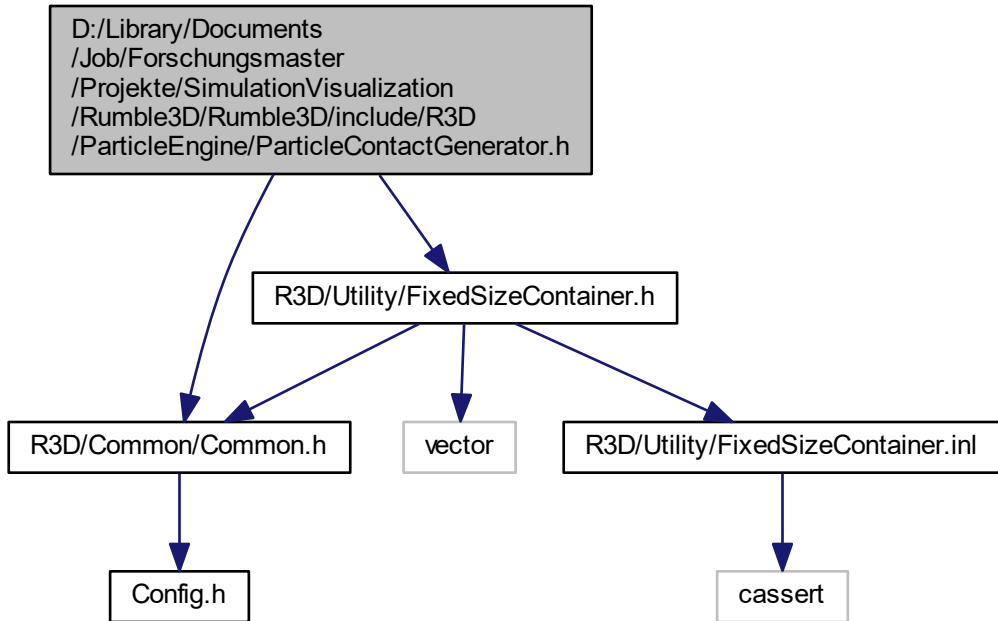 D:/Library/Documents
/Job/Forschungsmaster
/Projekte/SimulationVisualization
/Rumble3D/Rumble3D/include/R3D
/ParticleEngine/ParticleContactGenerator.h
R3D/Utility/FixedSizeContainer.h
R3D/Common/Common.h
vector
R3D/Utility/FixedSizeContainer.inl
Config.h
cassert